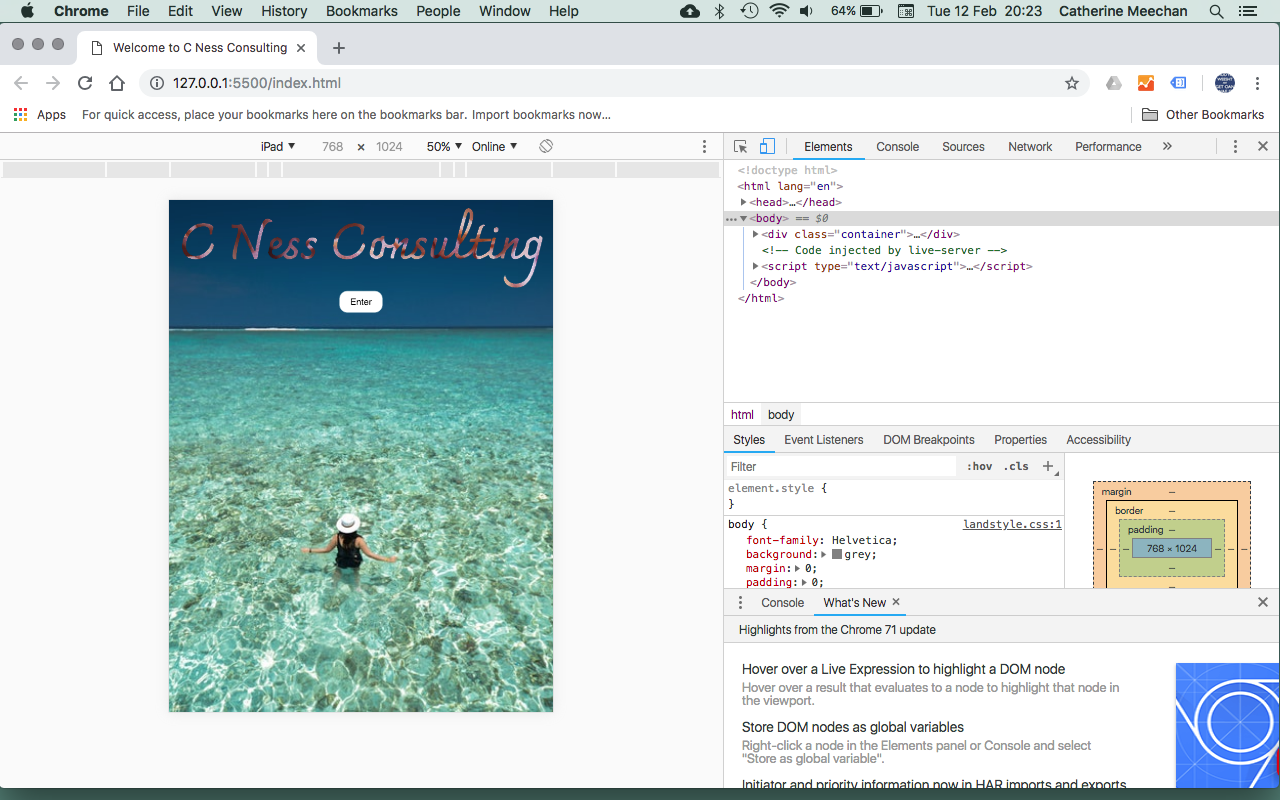 Chrome File Edit View History Bookmarks People Window Help 64% Tue 12 Feb 20:23 Catherine Meechan
Welcome to C Ness Consulting
127.0.0.1:5500/index.html
Apps For quick access, place your bookmarks here on the bookmarks bar. Import bookmarks now... Other Bookmarks
iPad ▼ 768 × 1024 50% ▼ Online ▼
Elements Console Sources Network Performance »
C Ness Consulting
Enter
<!doctype html>
<html lang="en">
<head>…</head>
<body> == $0
<div class="container">…</div>
<!-- Code injected by live-server -->
<script type="text/javascript">…</script>
</body>
</html>
html body
Styles Event Listeners DOM Breakpoints Properties Accessibility
Filter :hov .cls +
element.style {
}
body { landstyle.css:1
font-family: Helvetica;
background: grey;
margin: 0;
padding: 0;
margin –
border –
padding –
– – – 768 × 1024 – – –
–
Console What's New ×
Highlights from the Chrome 71 update
Hover over a Live Expression to highlight a DOM node
Hover over a result that evaluates to a node to highlight that node in
the viewport.
Store DOM nodes as global variables
Right-click a node in the Elements panel or Console and select
"Store as global variable".
Initiator and priority information now in HAR imports and exports